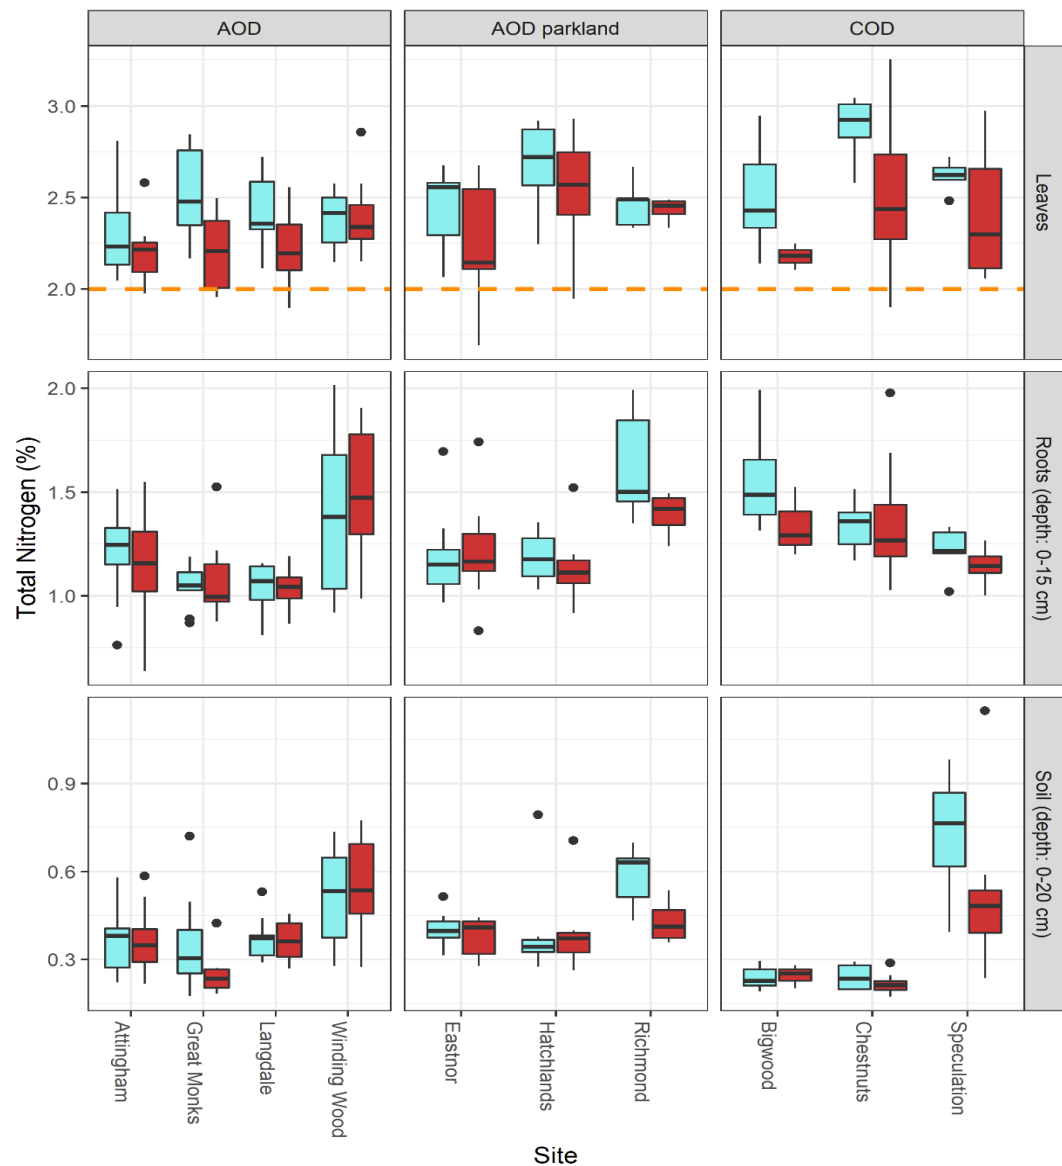 AOD
AOD parkland
COD
Total Nitrogen (%)
3.0
2.5
2.0
Leaves
2.0
1.5
1.0
Roots (depth: 0-15 cm)
0.9
0.6
0.3
Soil (depth: 0-20 cm)
Attingham
Great Monks
Langdale
Winding Wood
Eastnor
Hatchlands
Richmond
Bigwood
Chestnuts
Speculation
Site